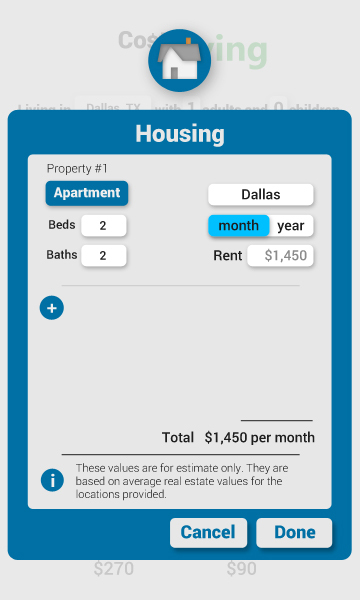 Cost of Living
Living in Dallas, TX with 1 adults and 0 children
Housing
Property #1
Apartment
Dallas
Beds 2
month year
Baths 2
Rent $1,450
+
Total $1,450 per month
i
These values are for estimate only. They are
based on average real estate values for the
locations provided.
Cancel Done
$270 $90